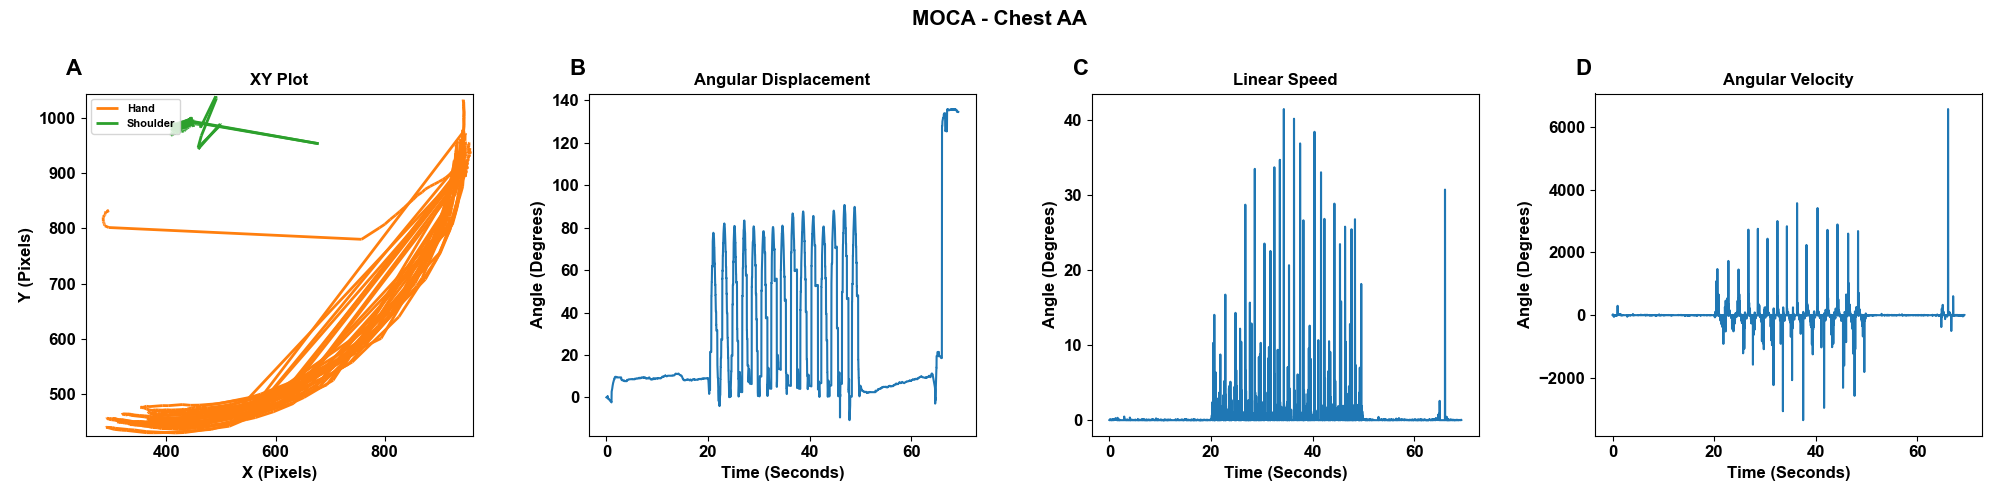 MOCA - Chest AA
A
XY Plot
Hand
Shoulder
1000
900
800
700
600
500
Y (Pixels)
400
600
800
X (Pixels)
B
Angular Displacement
140
120
100
80
60
40
20
0
Angle (Degrees)
0
20
40
60
Time (Seconds)
C
Linear Speed
40
30
20
10
0
Angle (Degrees)
0
20
40
60
Time (Seconds)
D
Angular Velocity
6000
4000
2000
0
−2000
Angle (Degrees)
0
20
40
60
Time (Seconds)